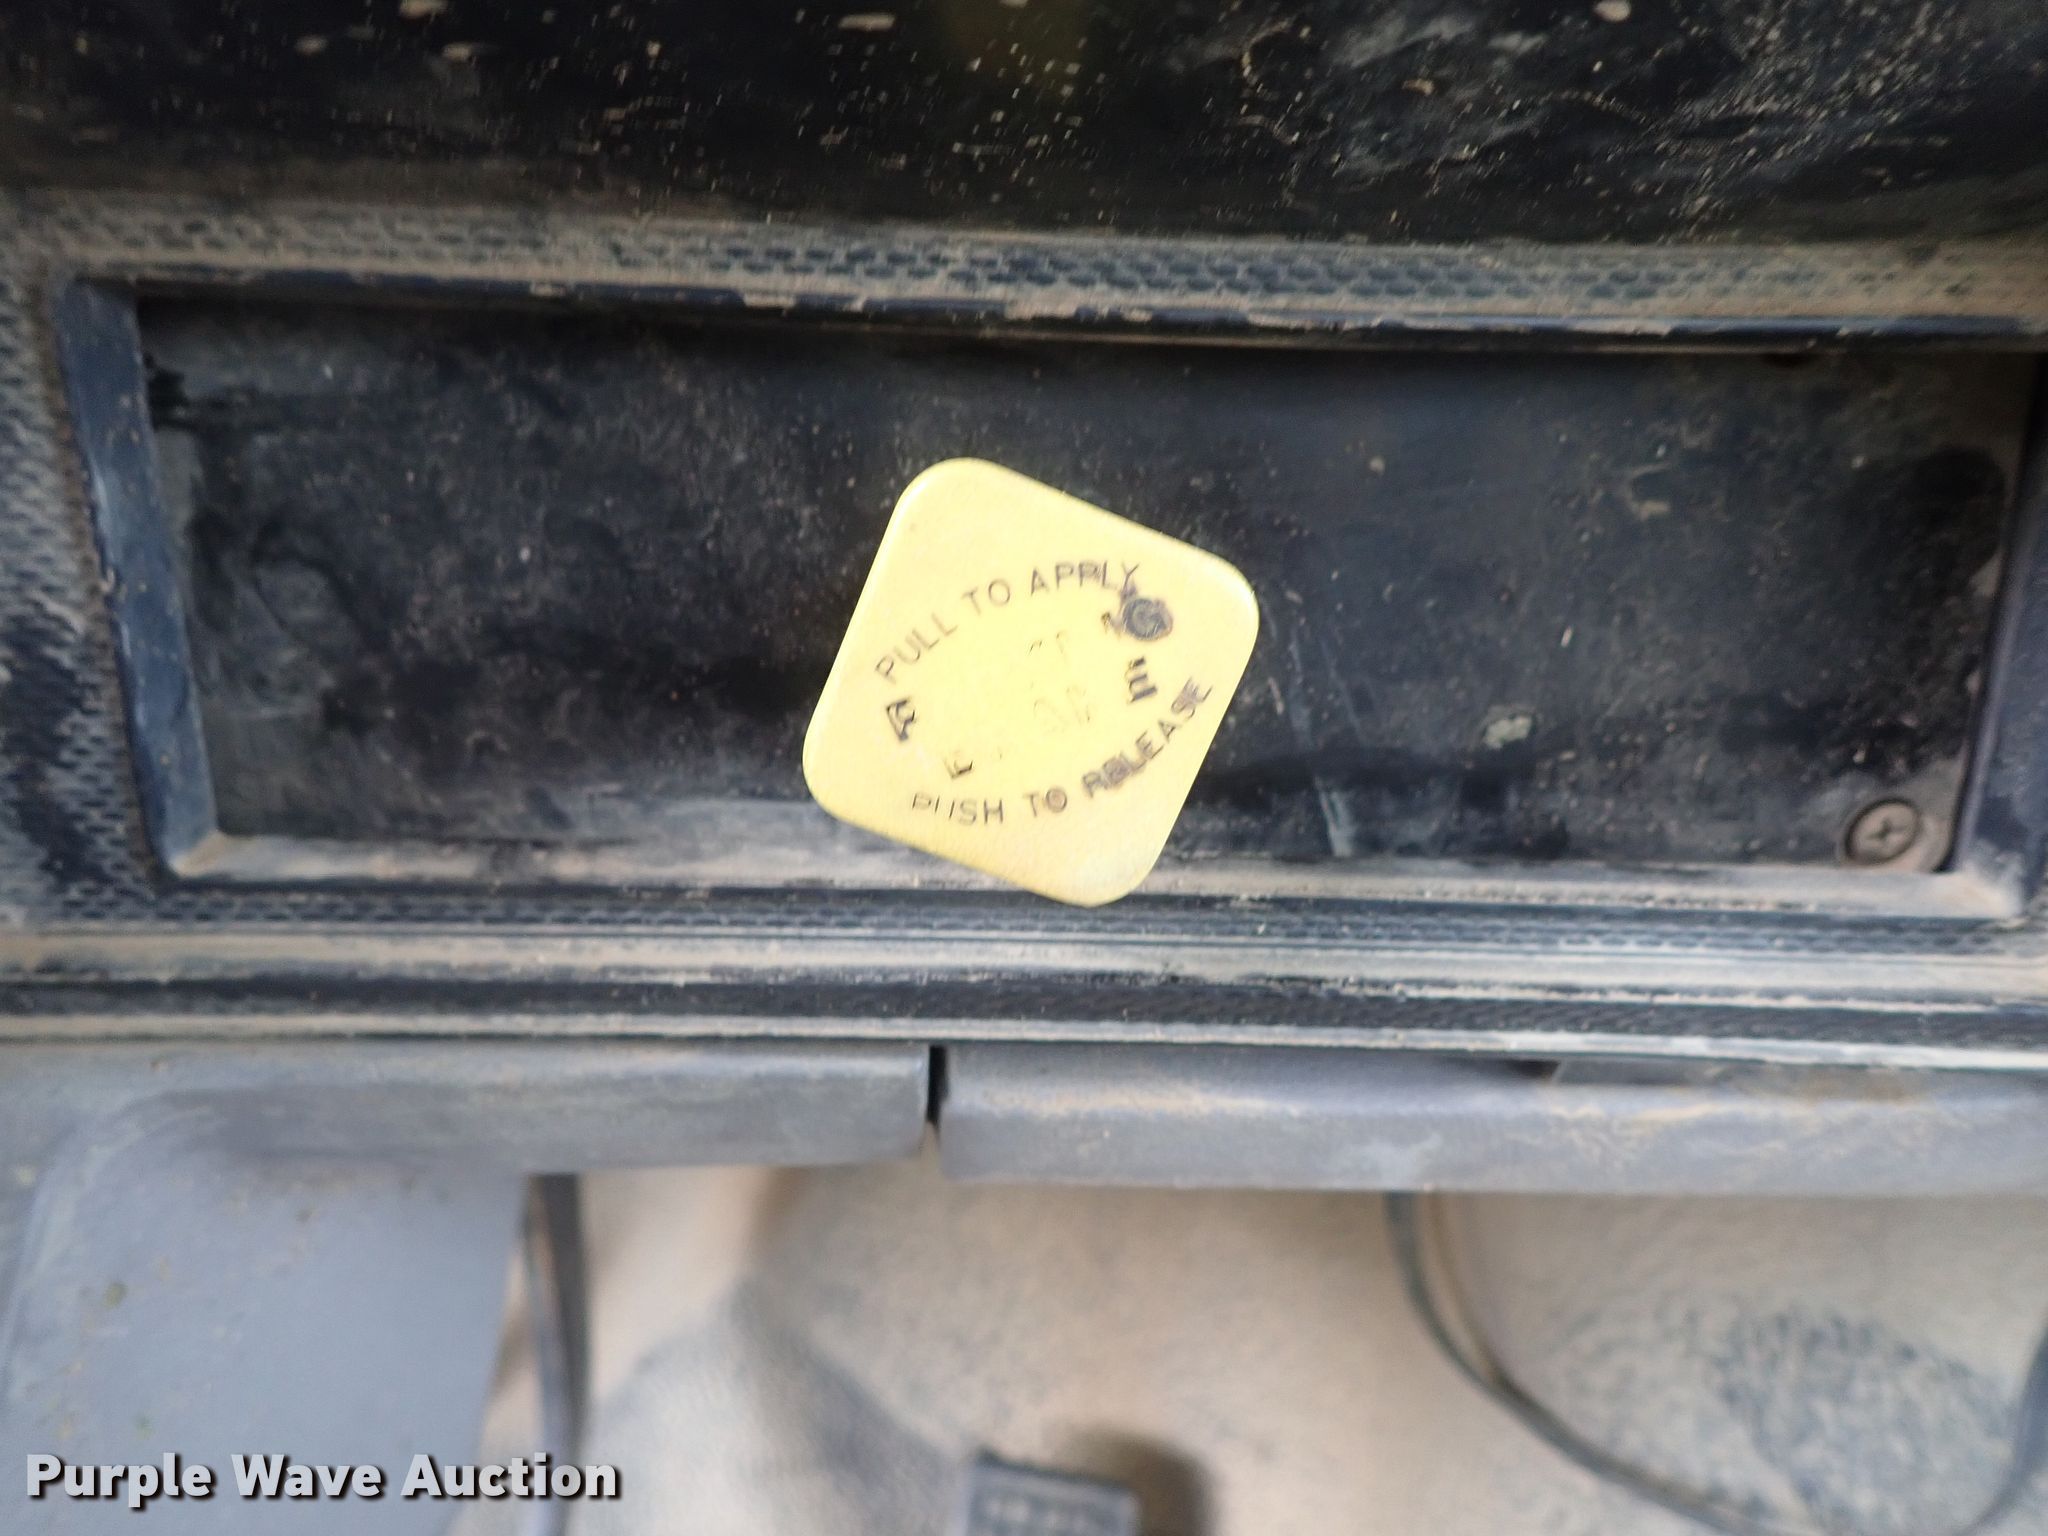 PULL TO APPLY
PUSH TO RELEASE
Purple Wave Auction